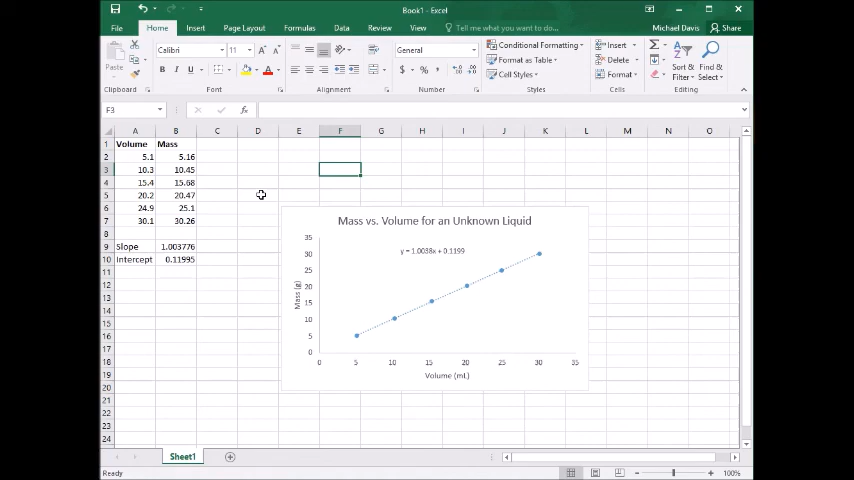 Book1 - Excel
File Home Insert Page Layout Formulas Data Review View Tell me what you want to do... Michael Davis Share
Paste
Calibri 11 A A
B I U A
General
$ % ,
Conditional Formatting
Format as Table
Cell Styles
Insert
Delete
Format
Sort & Filter
Find & Select
Clipboard Font Alignment Number Styles Cells Editing
F3 fx
A B C D E F G H I J K L M N O
1 Volume Mass
2 5.1 5.16
3 10.3 10.45
4 15.4 15.68
5 20.2 20.47
6 24.9 25.1
7 30.1 30.26
8
9 Slope 1.003776
10 Intercept 0.11995
11
12
13
14
15
16
17
18
19
20
21
22
23
24
Mass vs. Volume for an Unknown Liquid
y = 1.0038x + 0.1199
35
30
25
20
15
10
5
0
Mass (g)
0 5 10 15 20 25 30 35
Volume (mL)
Sheet1
Ready 100%